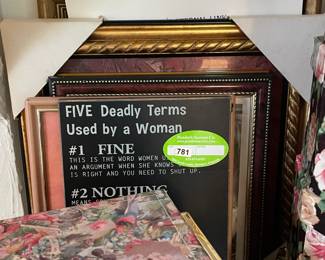 FIVE Deadly Terms
Used by a Woman
#1 FINE
THIS IS THE WORD WOMEN U
AN ARGUMENT WHEN SHE KNOWS
IS RIGHT AND YOU NEED TO SHUT UP.
781
#2 NOTHING
MEANS